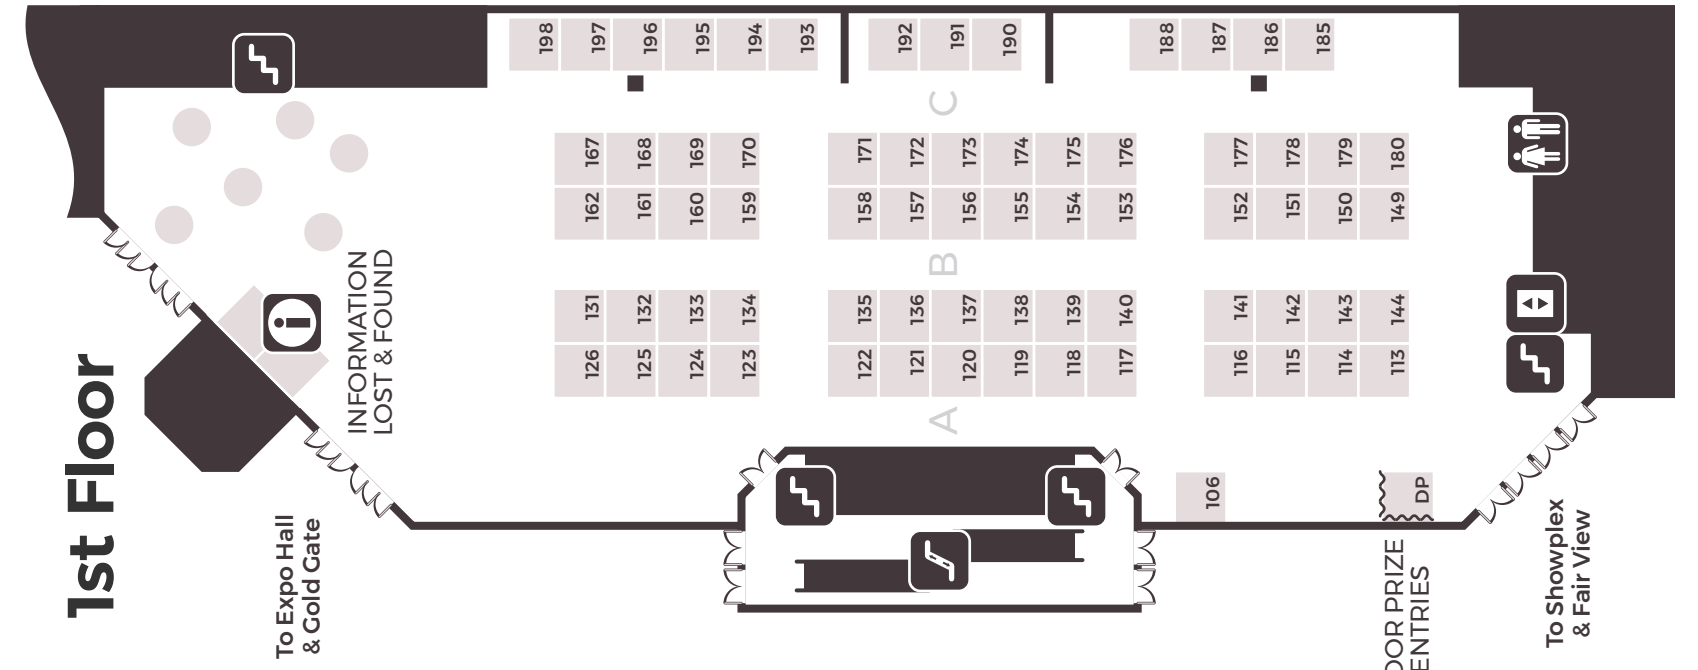 1st Floor
198 197 196 195 194 193 192 191 190 188 187 186 185
C
167 168 169 170 171 172 173 174 175 176 177 178 179 180
162 161 160 159 158 157 156 155 154 153 152 151 150 149
B
INFORMATION
LOST & FOUND
131 132 133 134 135 136 137 138 139 140 141 142 143 144
126 125 124 123 122 121 120 119 118 117 116 115 114 113
A
106 DP
To Expo Hall
& Gold Gate
ENTRIES
To Showplex
& Fair View